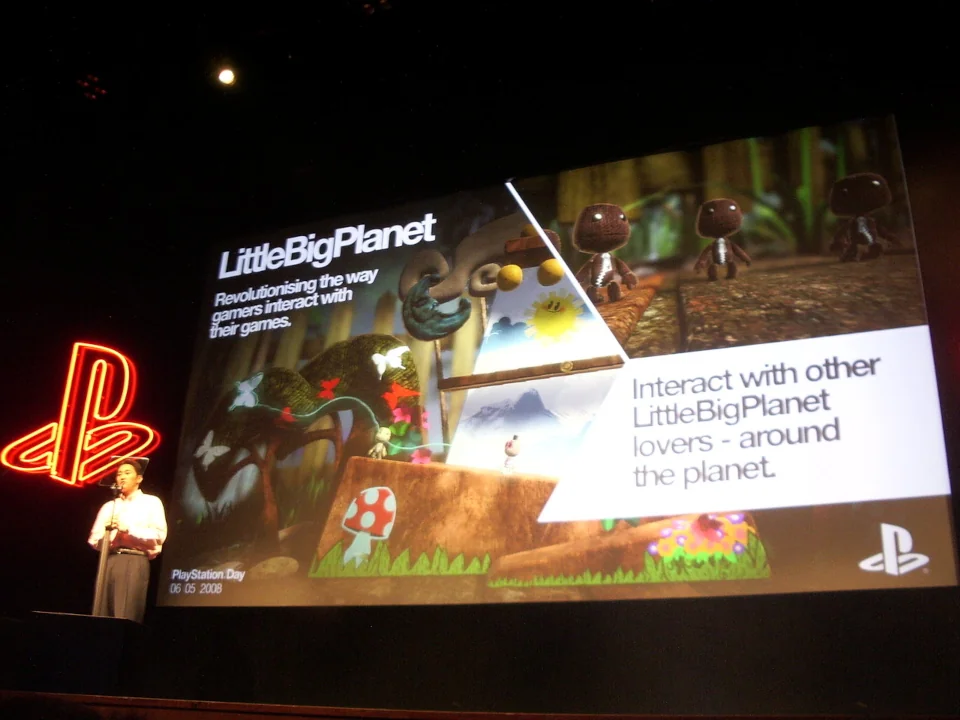 LittleBigPlanet
Revolutionising the way
gamers interact with
their games.
Interact with other
LittleBigPlanet
lovers - around
the planet.
PlayStation.Day
06 05 2008